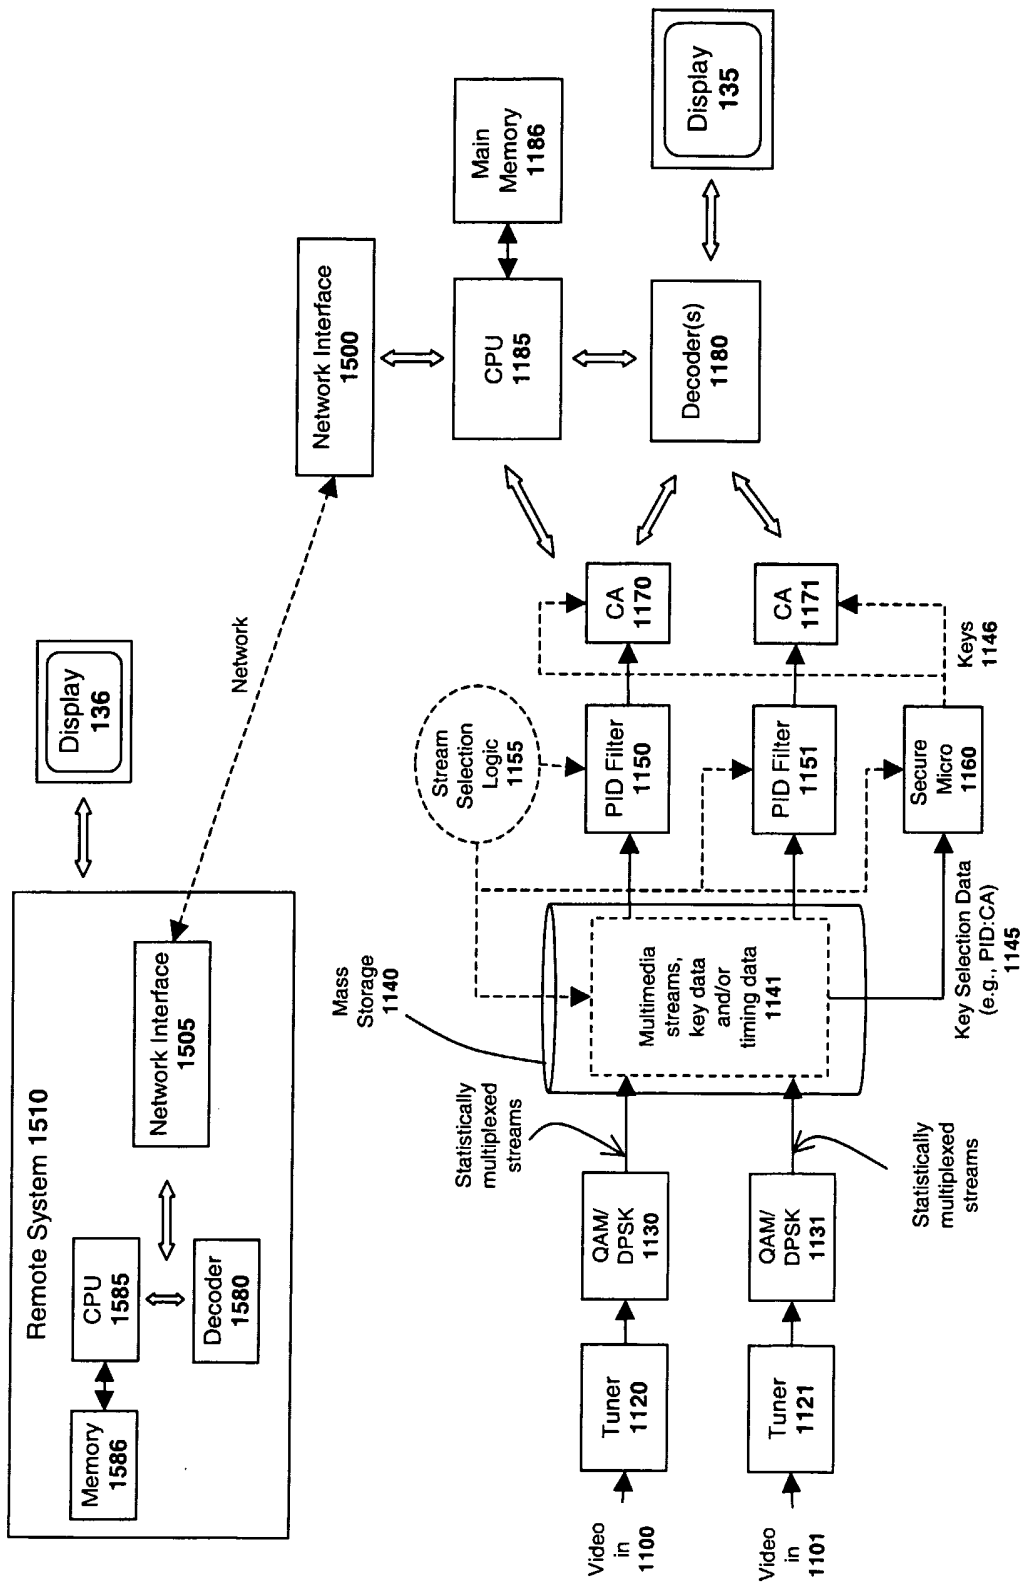 Remote System 1510
Memory
1586
CPU
1585
Decoder
1580
Network Interface
1505
Display
136
Network
Network Interface
1500
CPU
1185
Main
Memory
1186
Decoder(s)
1180
Display
135
Video
in
1100
Tuner
1120
QAM/
DPSK
1130
Statistically
multiplexed
streams
Mass
Storage
1140
Multimedia
streams,
key data
and/or
timing data
1141
Stream
Selection
Logic
1155
PID Filter
1150
CA
1170
Video
in
1101
Tuner
1121
QAM/
DPSK
1131
Statistically
multiplexed
streams
PID Filter
1151
CA
1171
Key Selection Data
(e.g., PID:CA)
1145
Secure
Micro
1160
Keys
1146